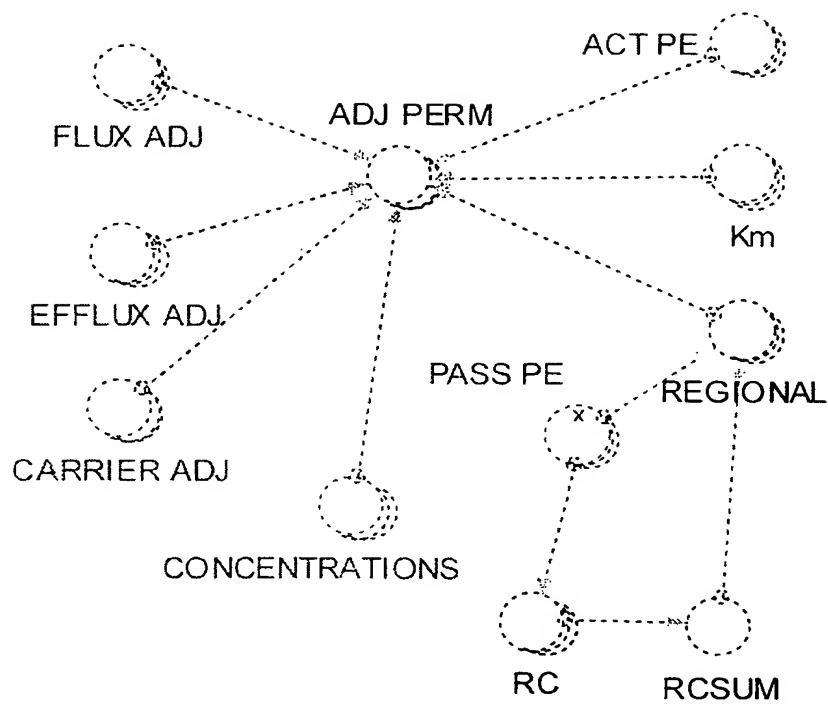 ACT PE
ADJ PERM
FLUX ADJ
Km
EFFLUX ADJ
PASS PE
REGIONAL
x
CARRIER ADJ
CONCENTRATIONS
RC
RCSUM